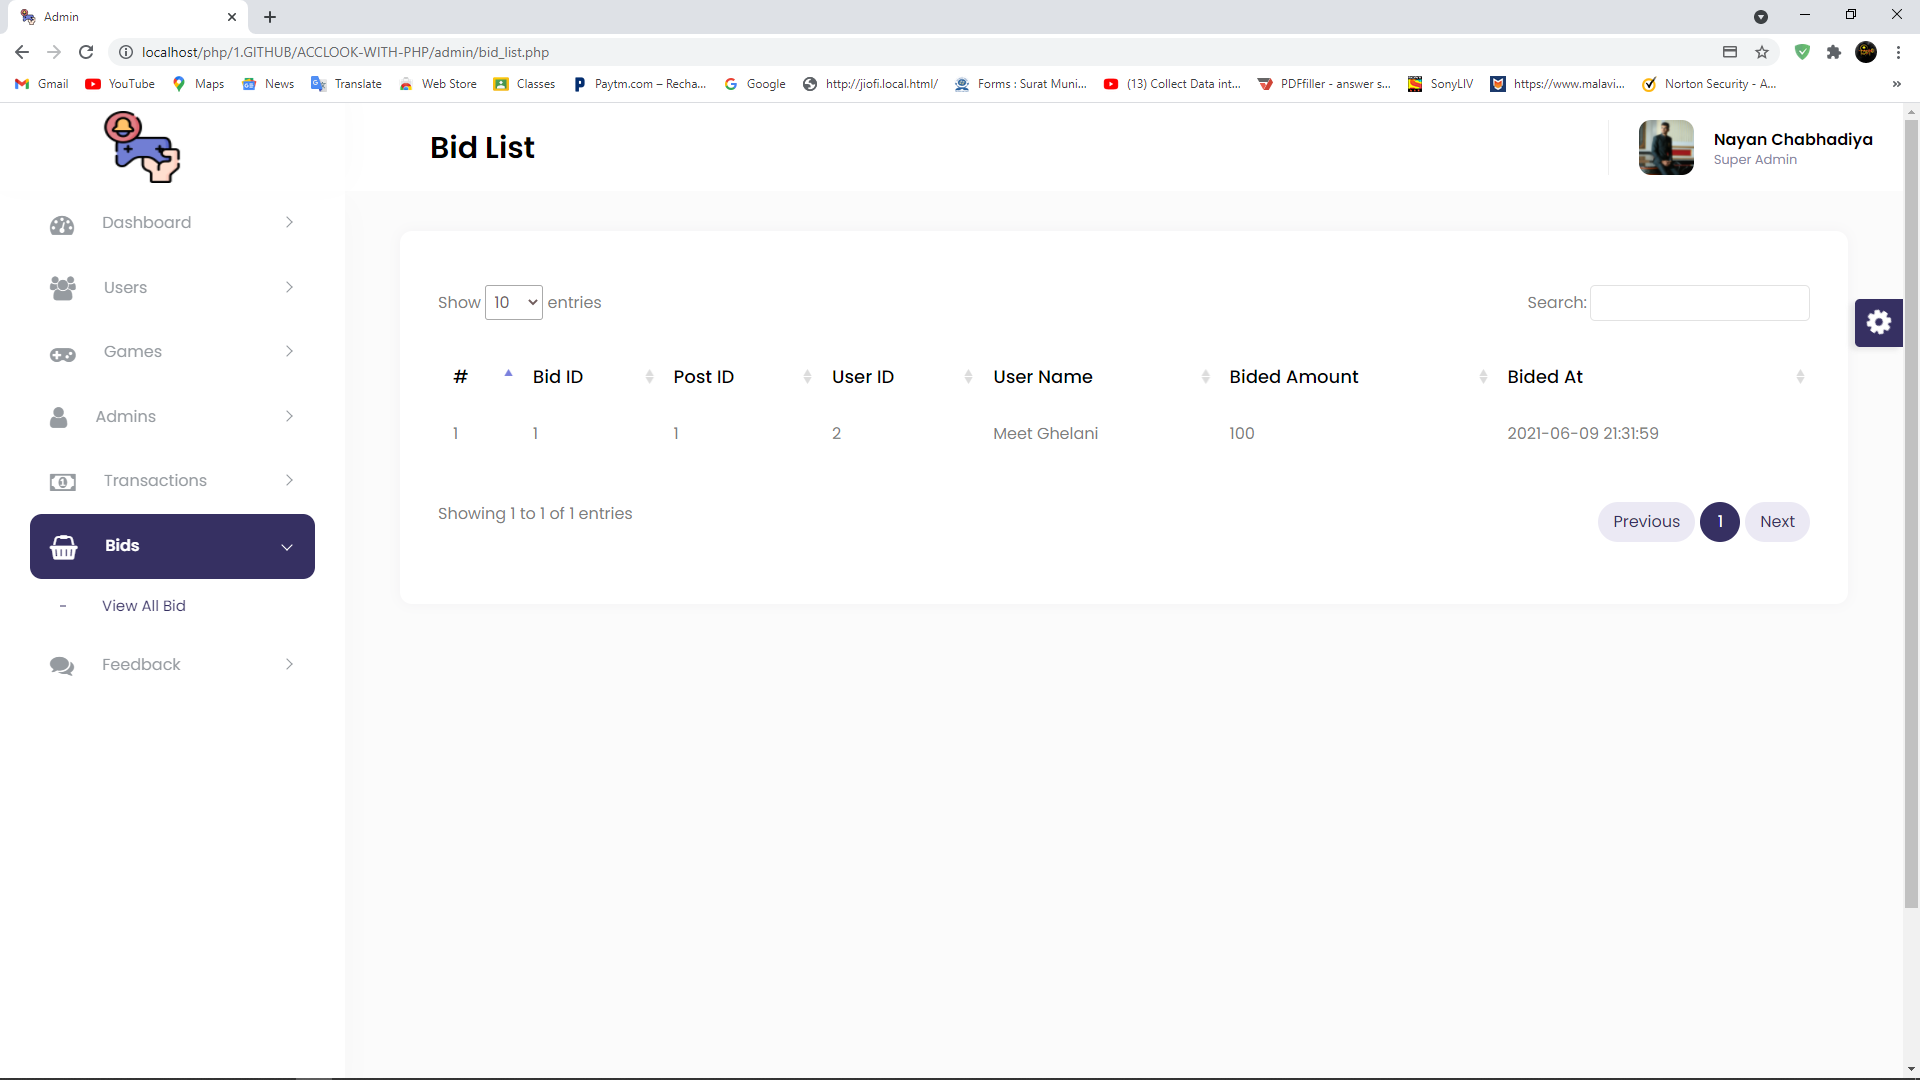 Admin
localhost/php/1.GITHUB/ACCLOOK-WITH-PHP/admin/bid_list.php
Gmail YouTube Maps News Translate Web Store Classes Paytm.com – Recha... Google http://jiofi.local.html/ Forms : Surat Muni... (13) Collect Data int... PDFfiller - answer s... SonyLIV https://www.malavi... Norton Security - A... »
Bid List
Nayan Chabhadiya
Super Admin
Dashboard
Users
Games
Admins
Transactions
Bids
- View All Bid
Feedback
Show 10 entries
Search:
# Bid ID Post ID User ID User Name Bided Amount Bided At
1 1 1 2 Meet Ghelani 100 2021-06-09 21:31:59
Showing 1 to 1 of 1 entries
Previous 1 Next